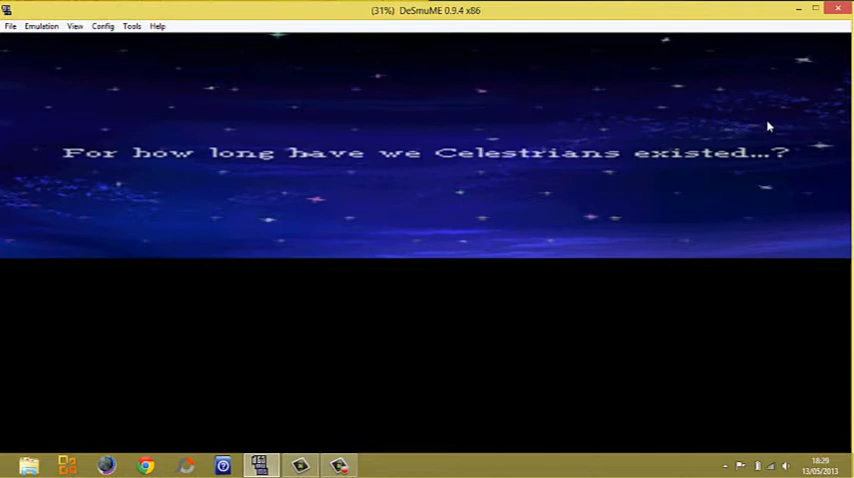 (31%) DeSmuME 0.9.4 x86
File Emulation View Config Tools Help
For how long have we Celestrians existed...?
18:29
13/05/2013